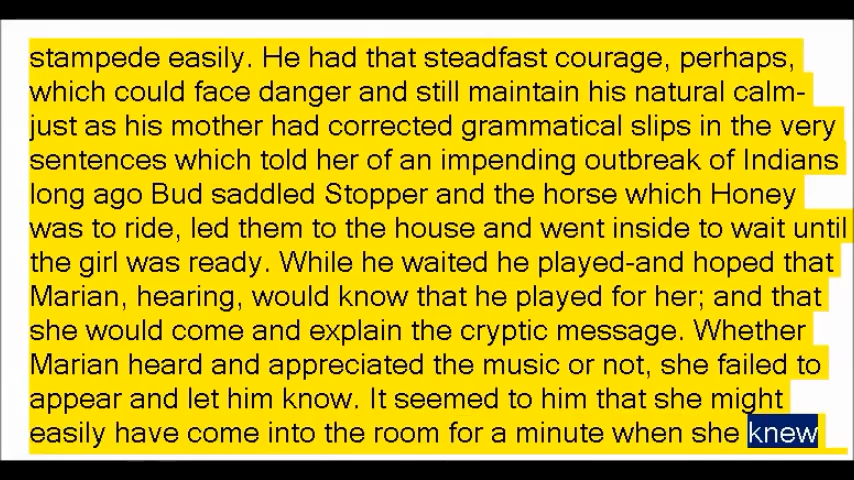 stampede easily. He had that steadfast courage, perhaps,
which could face danger and still maintain his natural calm-
just as his mother had corrected grammatical slips in the very
sentences which told her of an impending outbreak of Indians
long ago Bud saddled Stopper and the horse which Honey
was to ride, led them to the house and went inside to wait until
the girl was ready. While he waited he played-and hoped that
Marian, hearing, would know that he played for her; and that
she would come and explain the cryptic message. Whether
Marian heard and appreciated the music or not, she failed to
appear and let him know. It seemed to him that she might
easily have come into the room for a minute when she knew